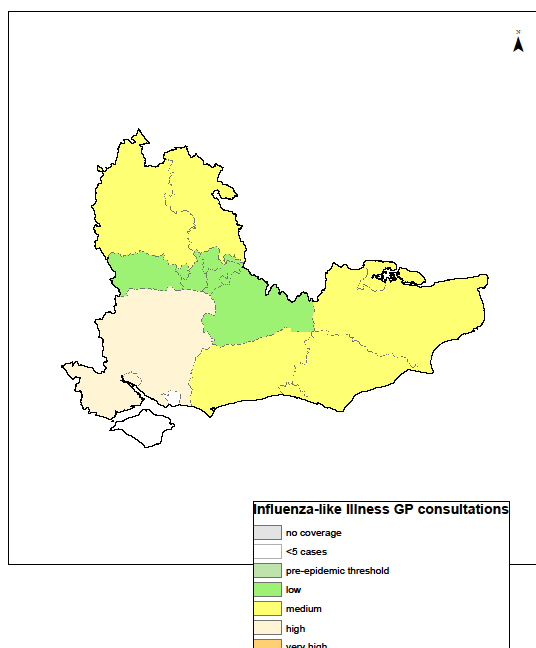 N
Influenza-like Illness GP consultations
no coverage
<5 cases
pre-epidemic threshold
low
medium
high
very high